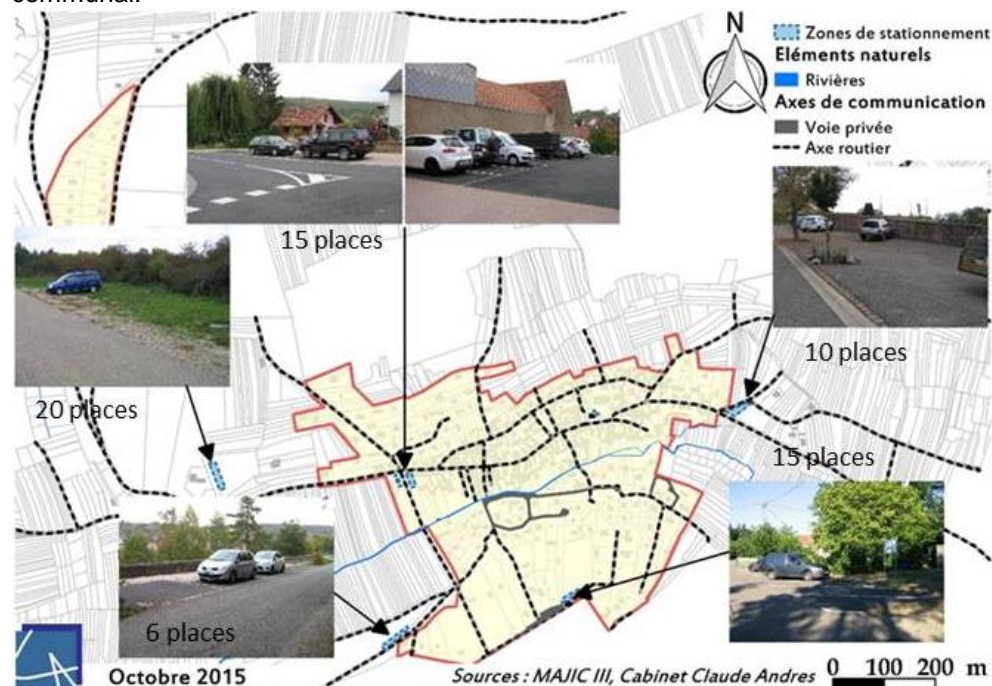 communal.
N
Zones de stationnement
Eléments naturels
Rivières
Axes de communication
Voie privée
Axe routier
15 places
20 places
10 places
15 places
6 places
Octobre 2015
Sources : MAJIC III, Cabinet Claude Andres
0 100 200 m